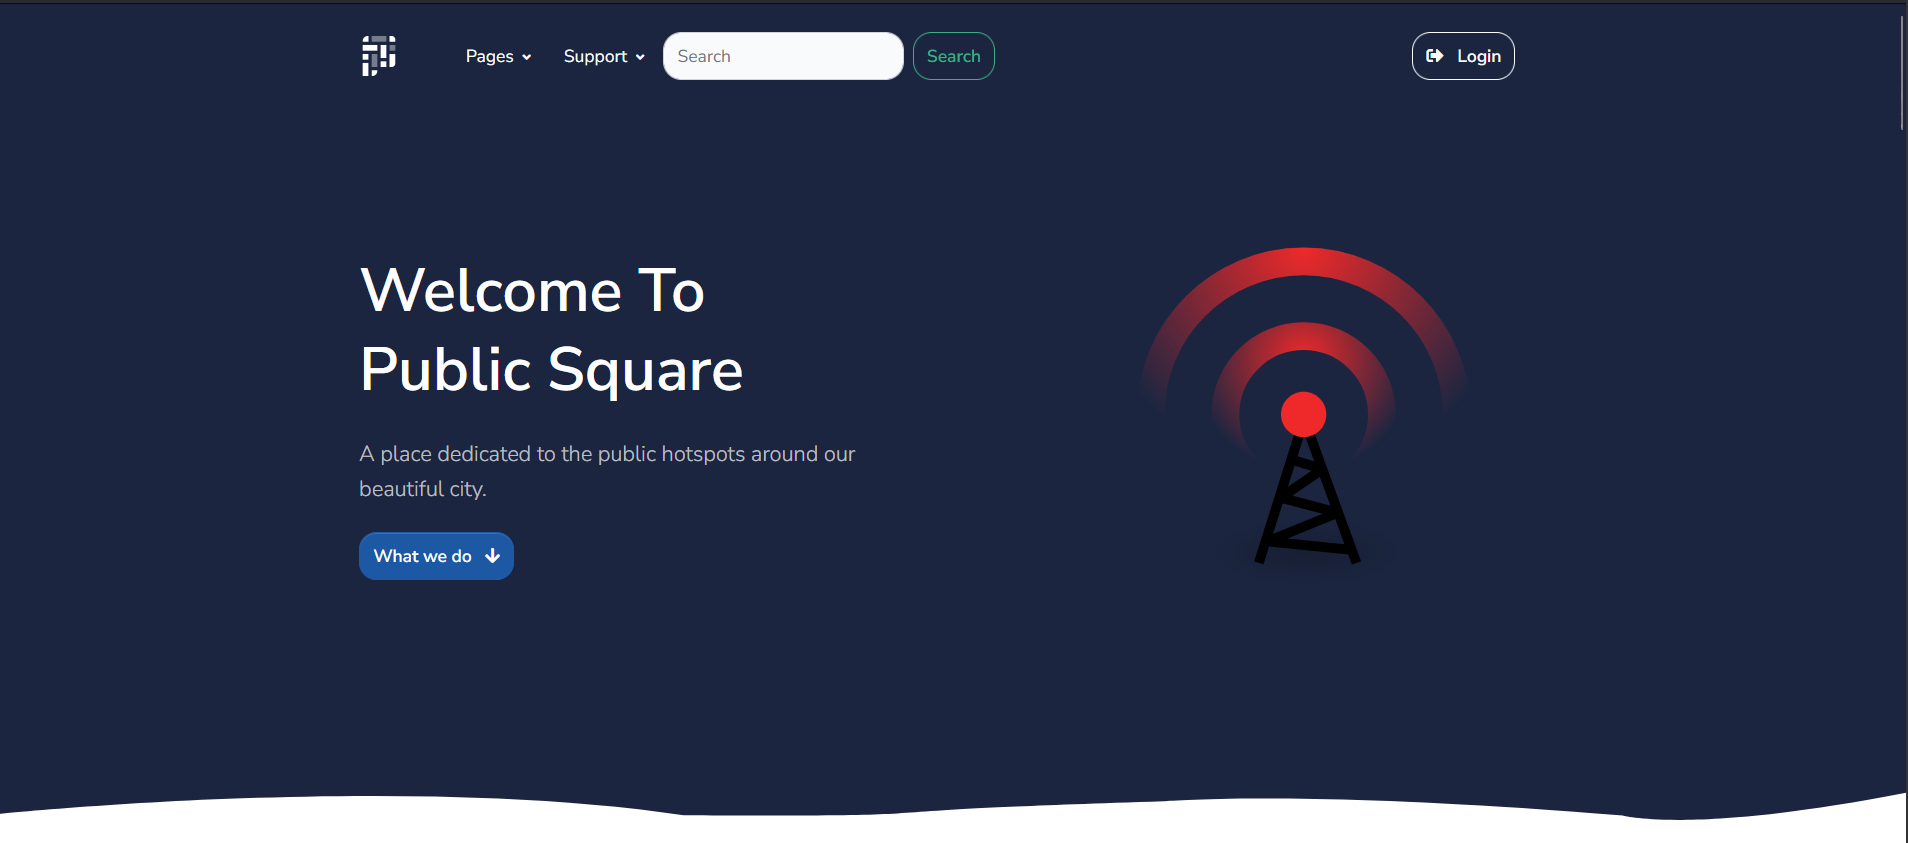 Pages
Support
Search
Search
Login
Welcome To
Public Square
A place dedicated to the public hotspots around our
beautiful city.
What we do